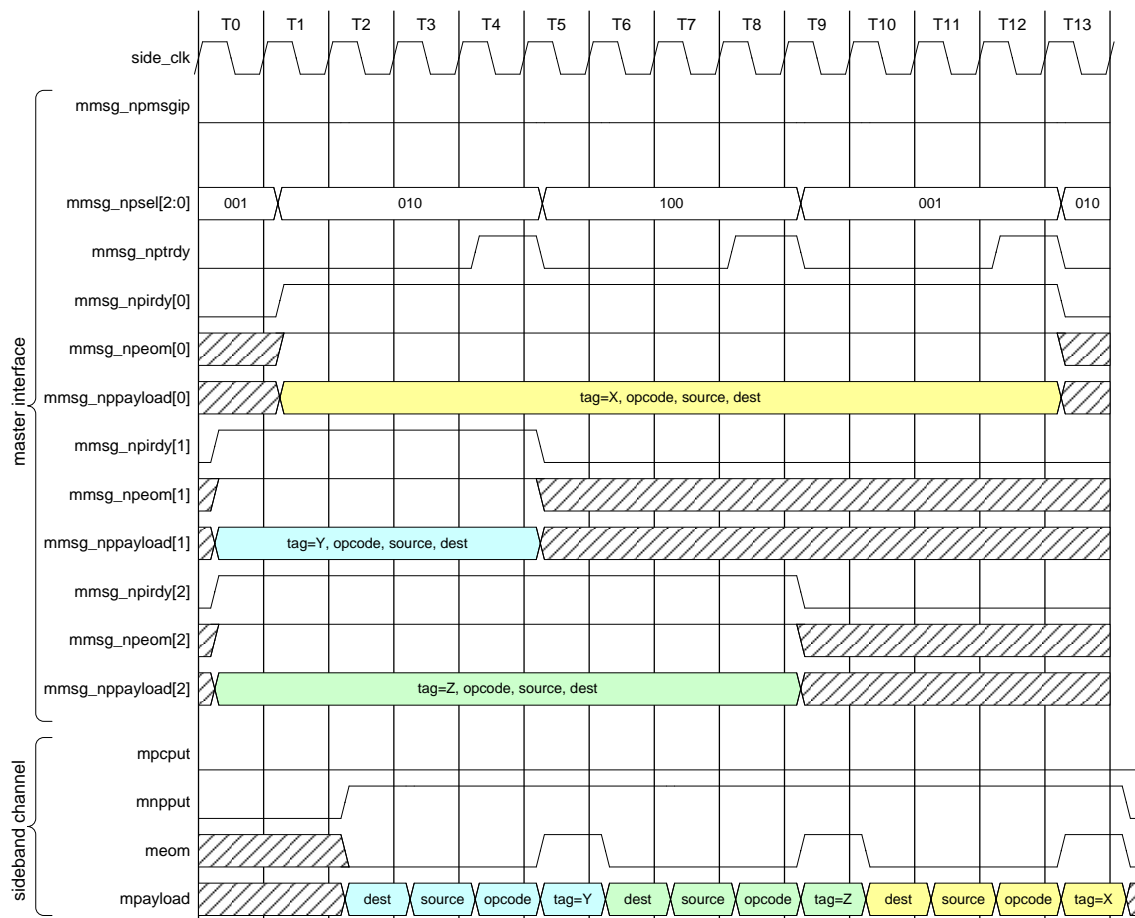 T0 T1 T2 T3 T4 T5 T6 T7 T8 T9 T10 T11 T12 T13
side_clk
master interface
mmsg_npmsgip
mmsg_npsel[2:0] 001 010 100 001 010
mmsg_nptrdy
mmsg_npirdy[0]
mmsg_npeom[0]
mmsg_nppayload[0] tag=X, opcode, source, dest
mmsg_npirdy[1]
mmsg_npeom[1]
mmsg_nppayload[1] tag=Y, opcode, source, dest
mmsg_npirdy[2]
mmsg_npeom[2]
mmsg_nppayload[2] tag=Z, opcode, source, dest
sideband channel
mpcput
mnpput
meom
mpayload dest source opcode tag=Y dest source opcode tag=Z dest source opcode tag=X